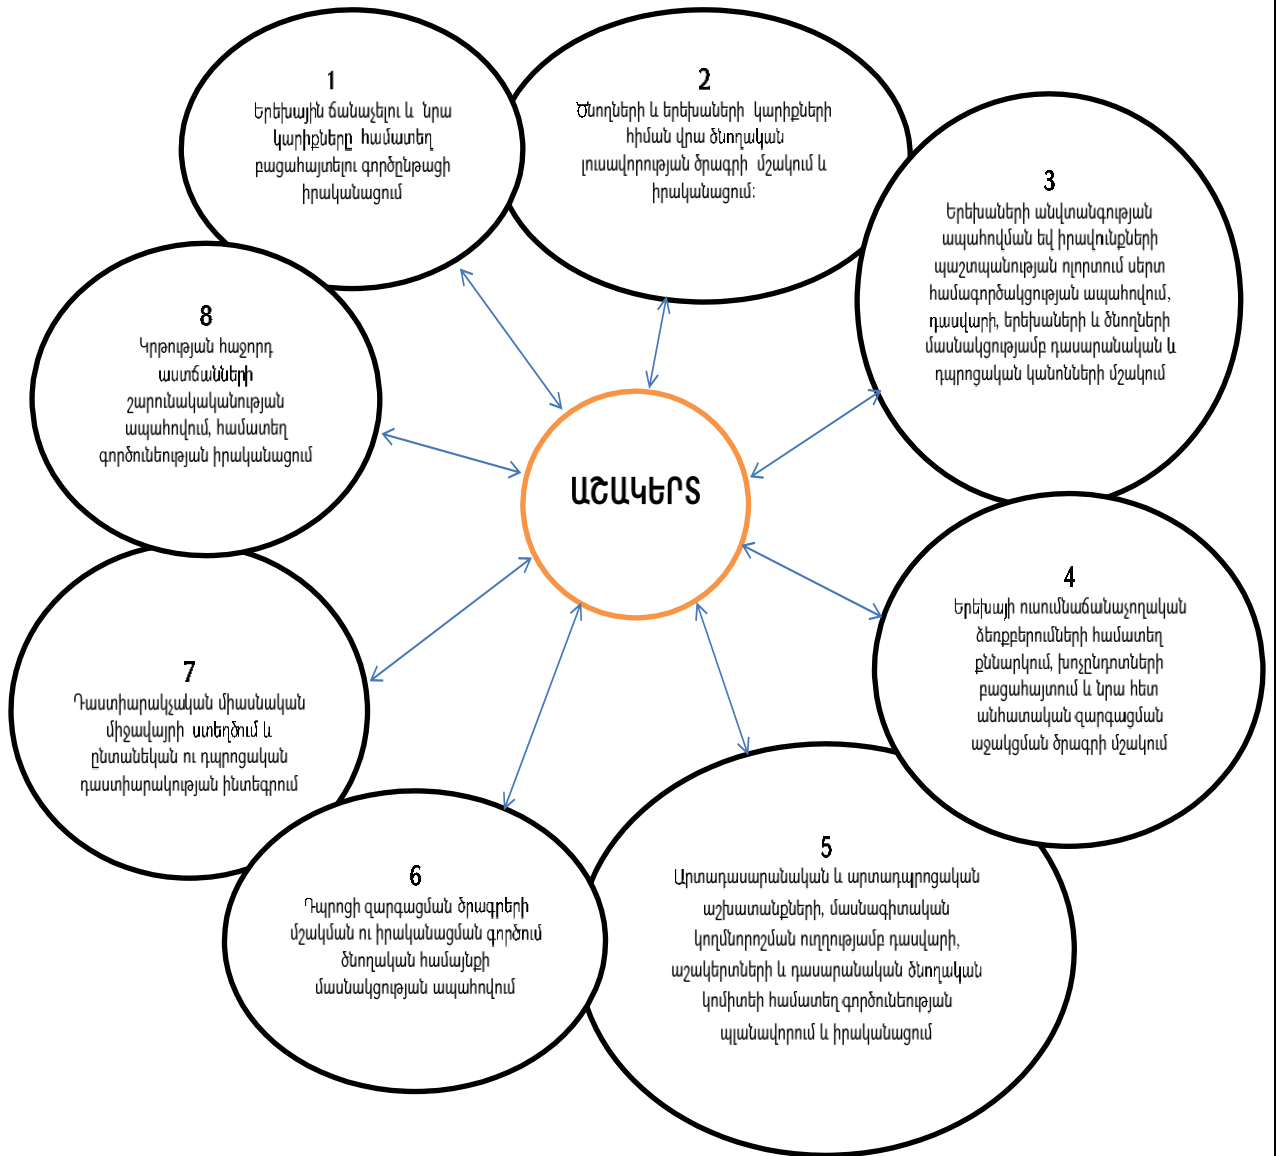 1
Երեխային ճանաչելու և նրա
կարիքները համատեղ
բացահայտելու գործընթացի
իրականացում
2
Ծնողների և երեխաների կարիքների
հիման վրա ծնողական
լուսավորության ծրագրի մշակում և
իրականացում:
3
Երեխաների անվտանգության
ապահովման եվ իրավունքների
պաշտպանության ոլորտում սերտ
համագործակցության ապահովում,
դասվարի, երեխաների և ծնողների
մասնակցությամբ դասարանական և
դպրոցական կանոնների մշակում
4
Երեխայի ուսումնաճանաչողական
ձեռքբերումների համատեղ
քննարկում, խոչընդոտների
բացահայտում և նրա հետ
անհատական զարգացման
աջակցման ծրագրի մշակում
5
Արտադասարանական և արտադպրոցական
աշխատանքների, մասնագիտական
կողմնորոշման ուղղությամբ դասվարի,
աշակերտների և դասարանական ծնողական
կոմիտեի համատեղ գործունեության
պլանավորում և իրականացում
6
Դպրոցի զարգացման ծրագրերի
մշակման ու իրականացման գործում
ծնողական համայնքի
մասնակցության ապահովում
7
Դաստիարակչական միասնական
միջավայրի ստեղծում և
ընտանեկան ու դպրոցական
դաստիարակության ինտեգրում
8
Կրթության հաջորդ
աստճանների
շարունակականության
ապահովում, համատեղ
գործունեության իրականացում
ԱՇԱԿԵՐՏ